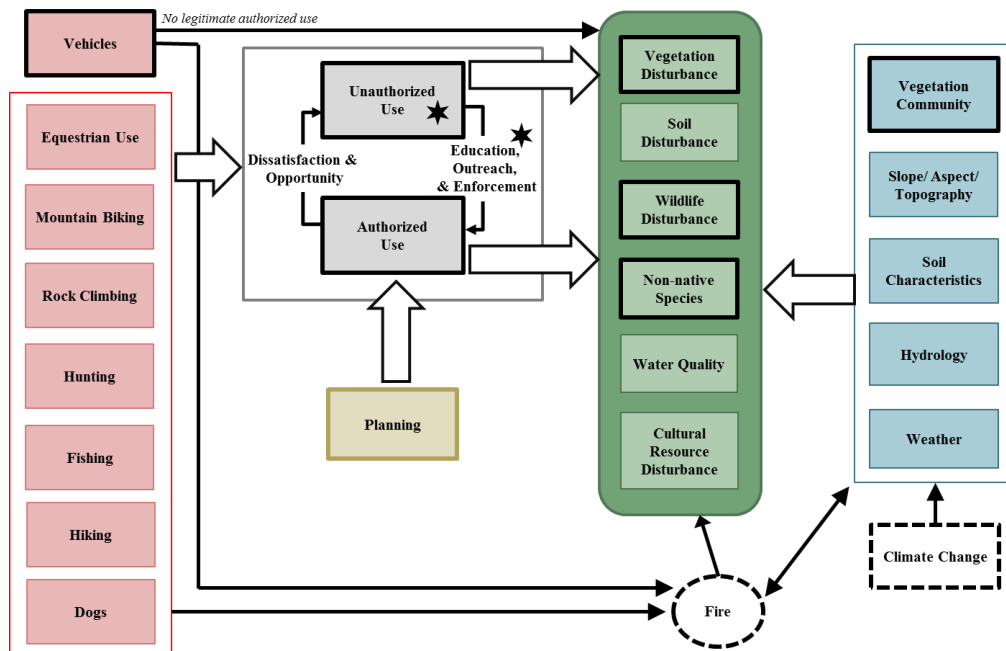 No legitimate authorized use
Vehicles
Equestrian Use
Mountain Biking
Rock Climbing
Hunting
Fishing
Hiking
Dogs
Unauthorized
Use
Dissatisfaction &
Opportunity
Education,
Outreach,
& Enforcement
Authorized
Use
Planning
Vegetation
Disturbance
Soil
Disturbance
Wildlife
Disturbance
Non-native
Species
Water Quality
Cultural
Resource
Disturbance
Fire
Vegetation
Community
Slope/ Aspect/
Topography
Soil
Characteristics
Hydrology
Weather
Climate Change